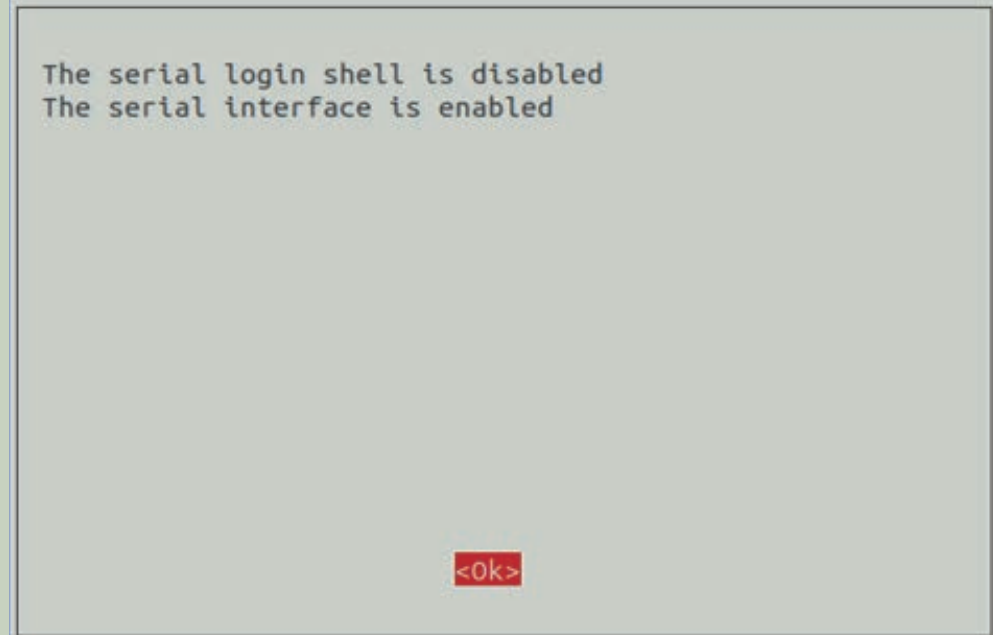 The serial login shell is disabled
The serial interface is enabled
<Ok>